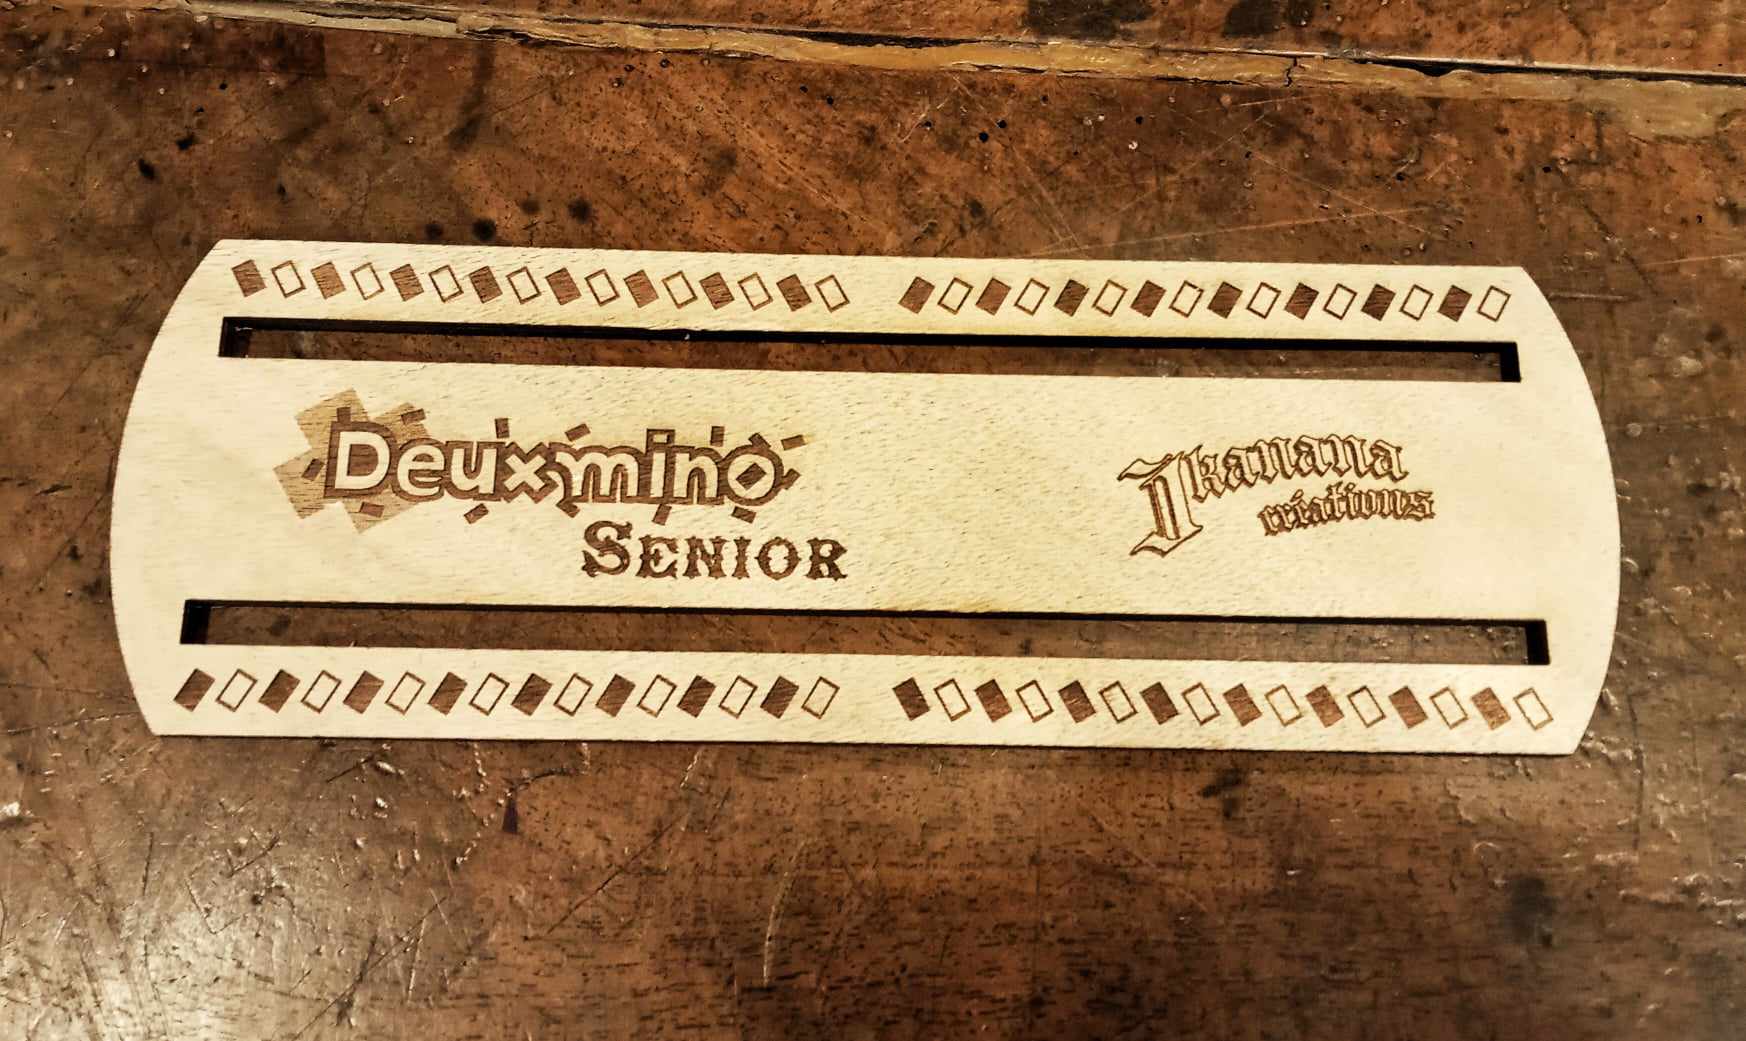 Deuxmino
SENIOR
Ikanana
créations